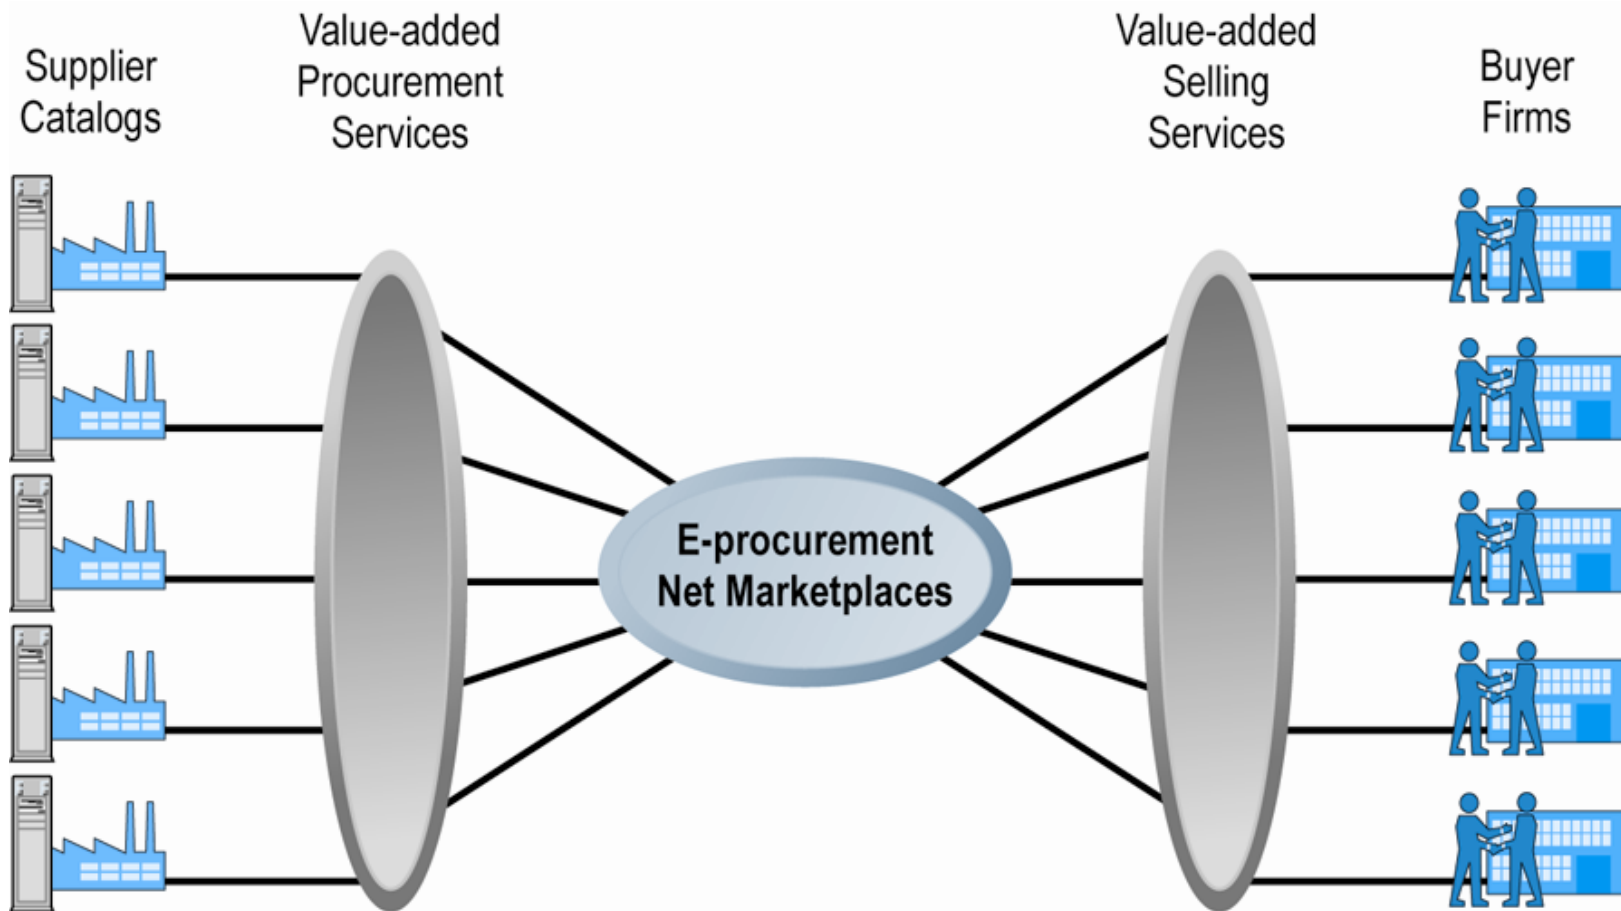 Supplier
Catalogs
Value-added
Procurement
Services
Value-added
Selling
Services
Buyer
Firms
E-procurement
Net Marketplaces